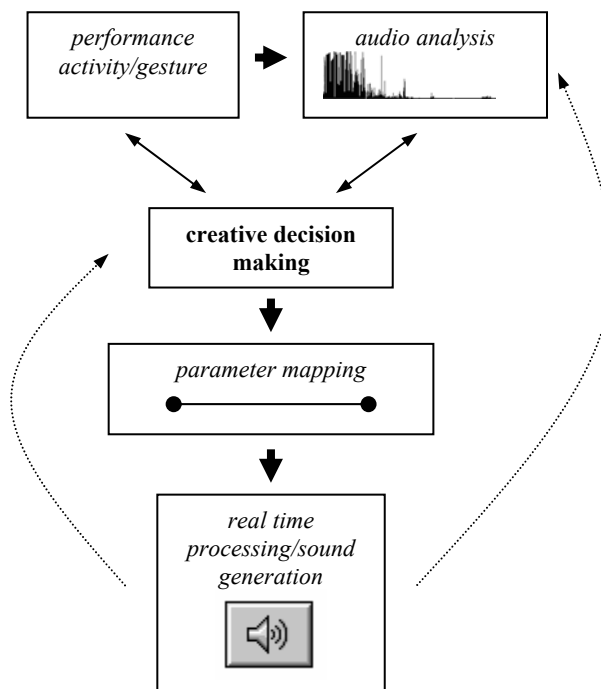 performance
activity/gesture
audio analysis
creative decision
making
parameter mapping
real time
processing/sound
generation